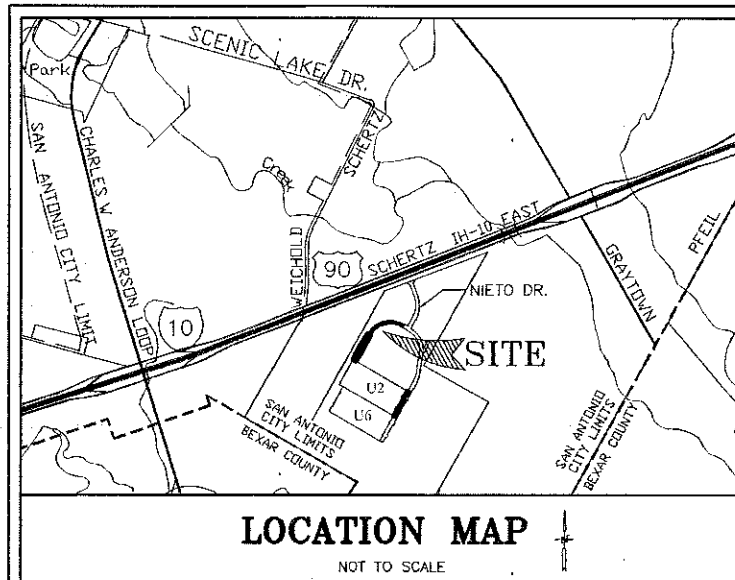 SCENIC LAKE DR.
Park
SAN ANTONIO CITY LIMIT
CHARLES W ANDERSON LOOP
Creek
SCHERTZ
WEICHOLD
90
SCHERTZ IH-10 EAST
GRAYTOWN
PFEIL
10
NIETO DR.
SITE
U2
U6
SAN ANTONIO
CITY LIMITS
BEXAR COUNTY
SAN ANTONIO
CITY LIMITS
BEXAR COUNTY
LOCATION MAP
NOT TO SCALE